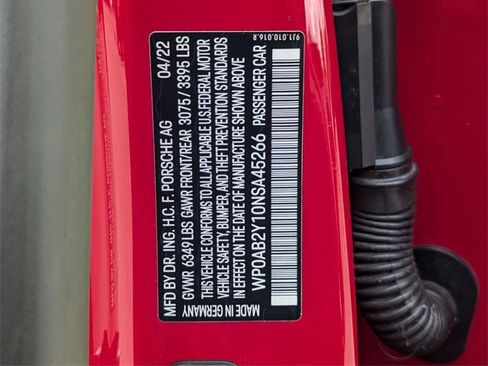 MFD BY DR. ING. H.C. F. PORSCHE AG 04/22
GVWR 6349 LBS GAWR FRONT/REAR 3075 / 3395 LBS
THIS VEHICLE CONFORMS TO ALL APPLICABLE U.S.FEDERAL MOTOR
VEHICLE SAFETY, BUMPER, AND THEFT PREVENTION STANDARDS
IN EFFECT ON THE DATE OF MANUFACTURE SHOWN ABOVE
WP0AB2Y10NSA45266 PASSENGER CAR
MADE IN GERMANY
9J1.010.016.R